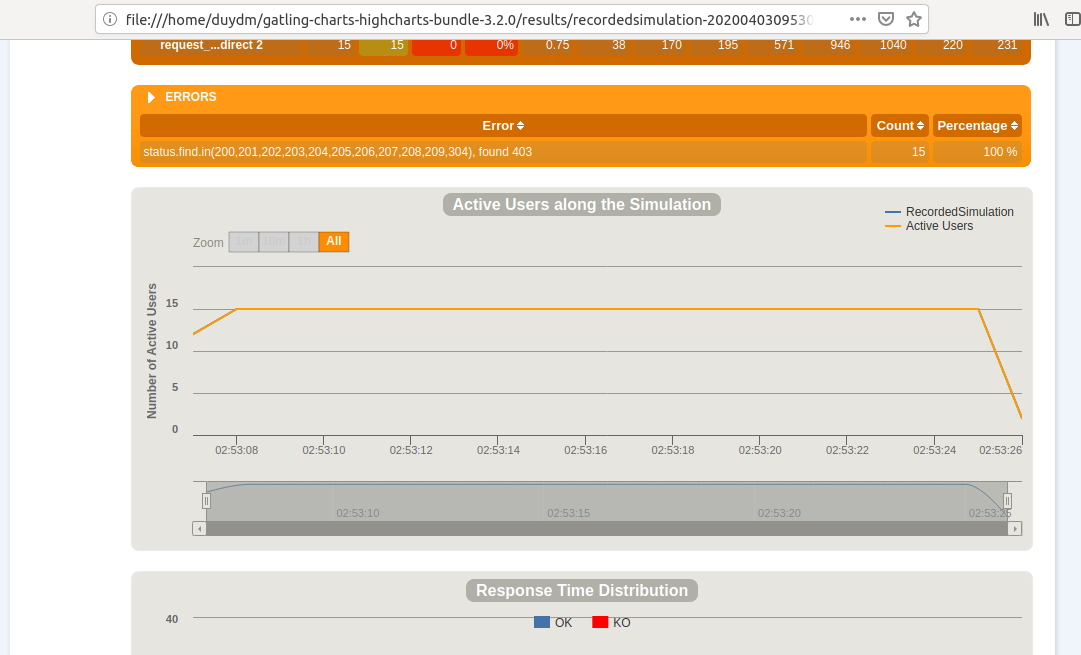 file:///home/duydm/gatling-charts-highcharts-bundle-3.2.0/results/recordedsimulation-2020040309530
request_...direct 2 15 15 0 0% 0.75 38 170 195 571 946 1040 220 231
ERRORS
Error Count Percentage
status.find.in(200,201,202,203,204,205,206,207,208,209,304), found 403 15 100 %
Active Users along the Simulation
RecordedSimulation
Active Users
Zoom 1m 10m 1h All
Number of Active Users
15
10
5
0
02:53:08 02:53:10 02:53:12 02:53:14 02:53:16 02:53:18 02:53:20 02:53:22 02:53:24 02:53:26
02:53:10 02:53:15 02:53:20 02:53:25
Response Time Distribution
40
OK KO